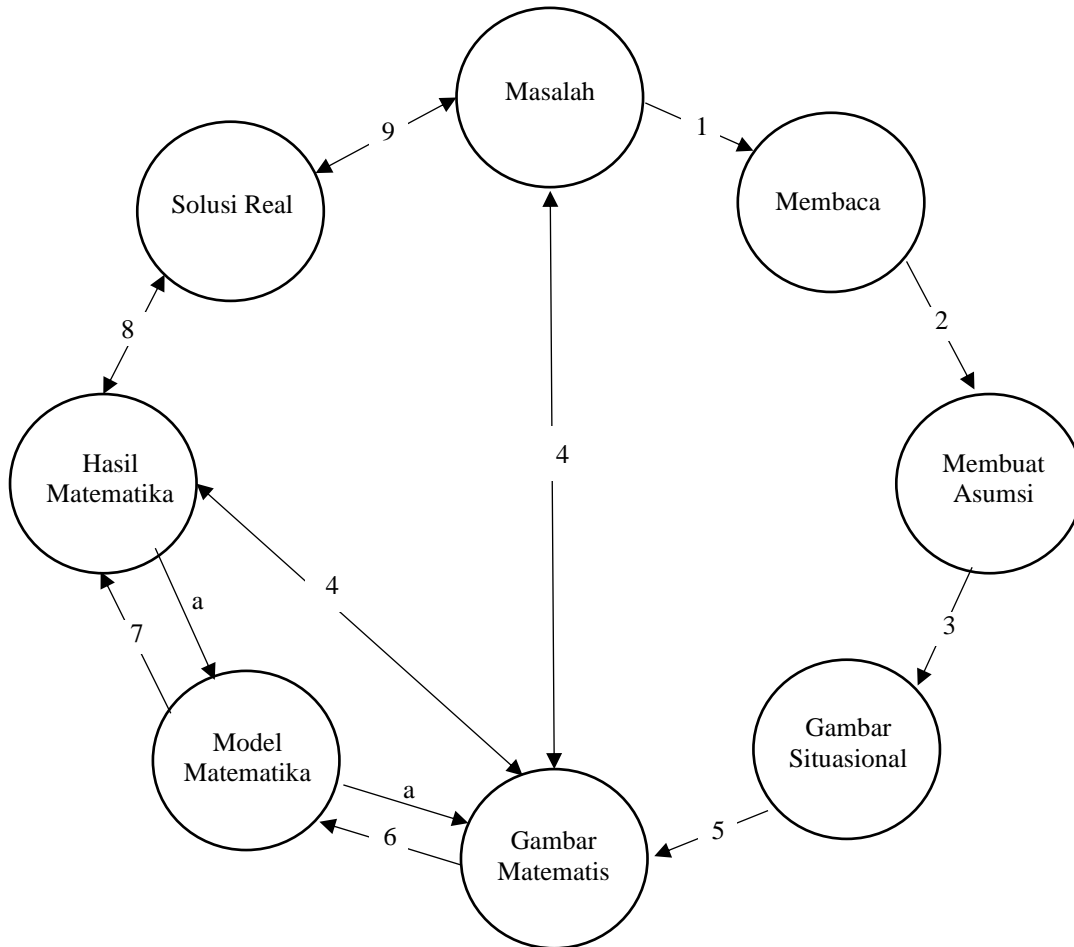 Masalah
9
1
Solusi Real
Membaca
8
2
4
Hasil
Matematika
Membuat
Asumsi
4
a
7
3
Gambar
Situasional
Model
Matematika
a
6
5
Gambar
Matematis